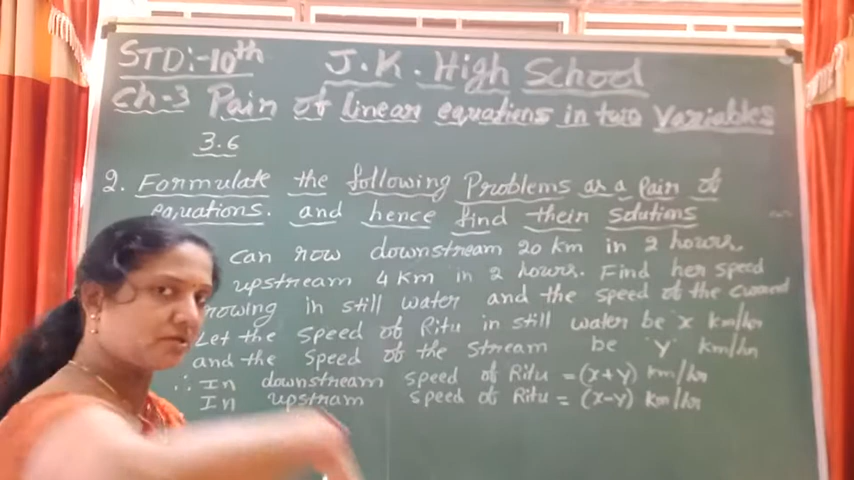 STD:-10th J.K. High School
Ch-3 Pair of linear equations in two Variables
3.6
2. Formulate the following Problems as a Pair of
equations. and hence find their solutions
can row downstream 20 km in 2 hours.
upstream 4 km in 2 hours. Find her speed
rowing in still water and the speed of the current
Let the speed of Ritu in still water be x km/hr
and the speed of the stream be y km/hr
∴ In downstream speed of Ritu = (x+y) km/hr
In upstram speed of Ritu = (x-y) km/hr